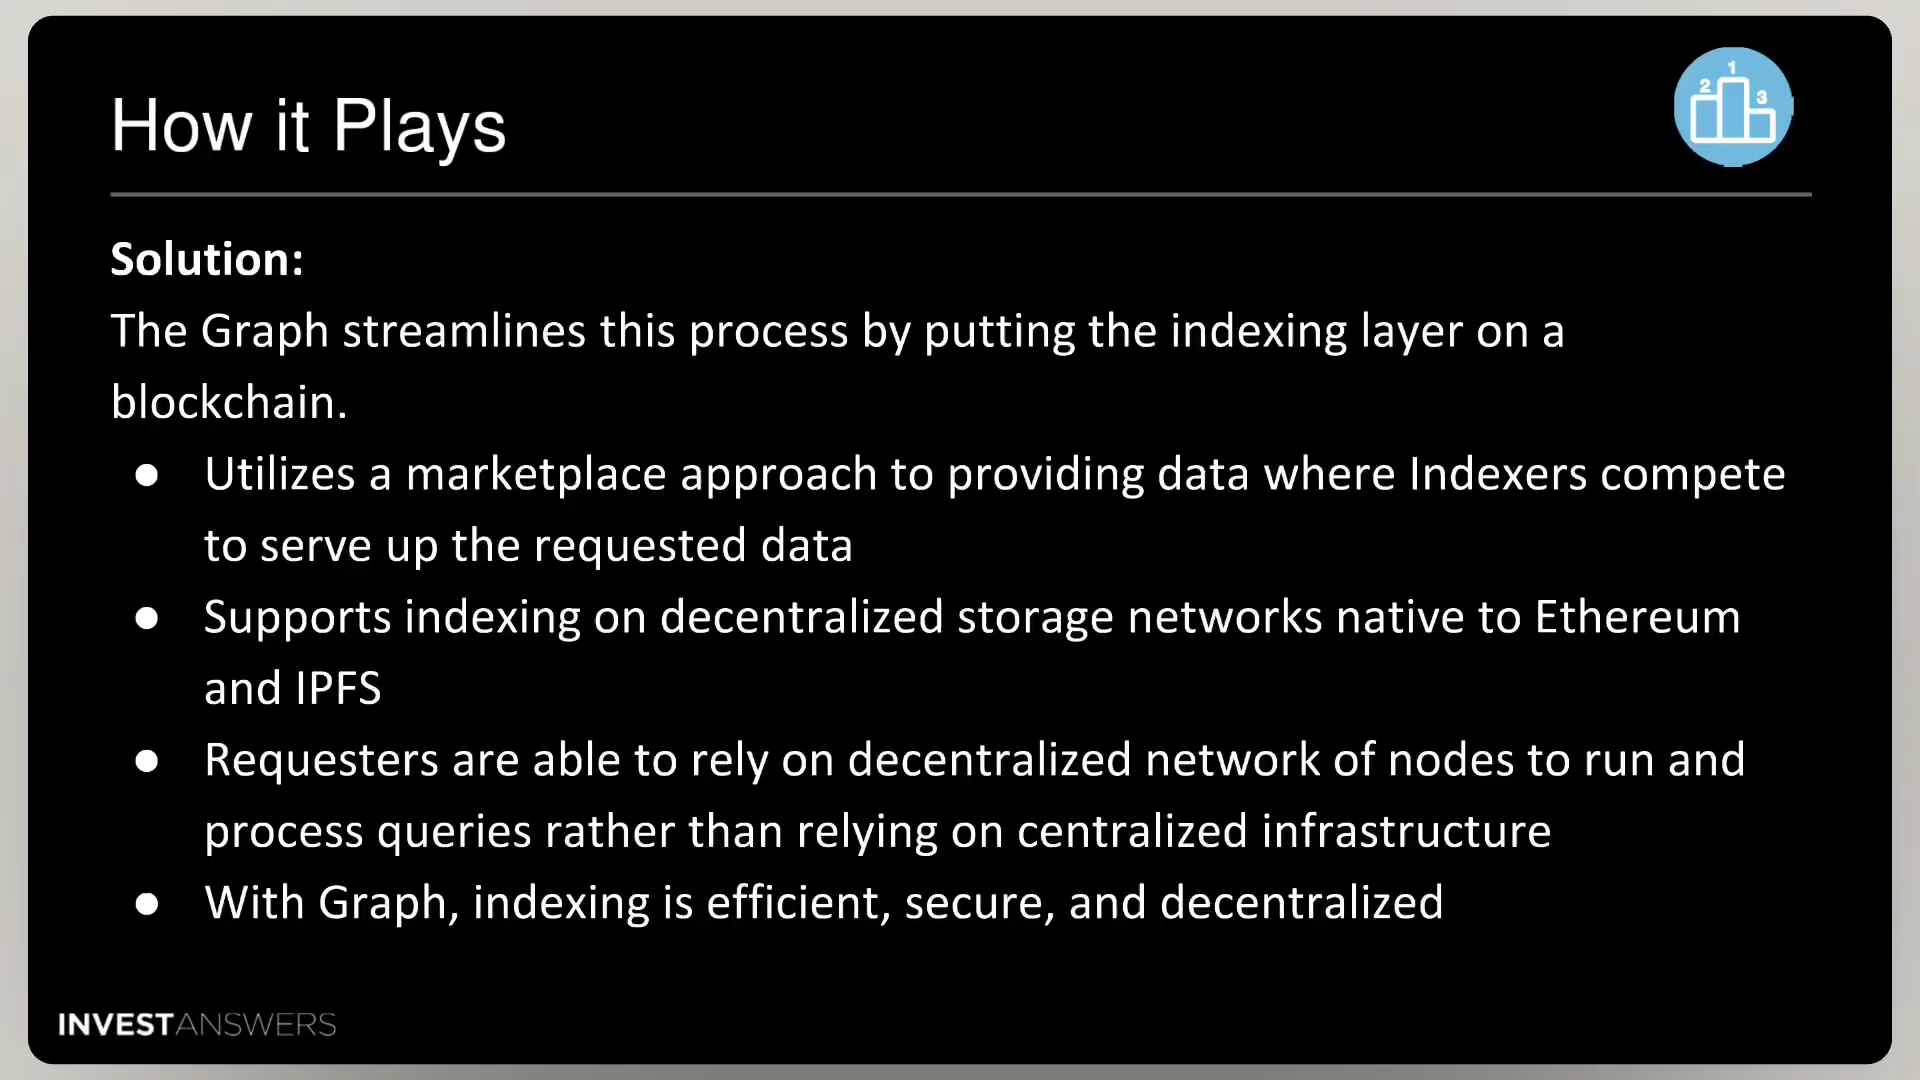 How it Plays
2 1 3
Solution:
The Graph streamlines this process by putting the indexing layer on a
blockchain.
● Utilizes a marketplace approach to providing data where Indexers compete
to serve up the requested data
● Supports indexing on decentralized storage networks native to Ethereum
and IPFS
● Requesters are able to rely on decentralized network of nodes to run and
process queries rather than relying on centralized infrastructure
● With Graph, indexing is efficient, secure, and decentralized
INVESTANSWERS